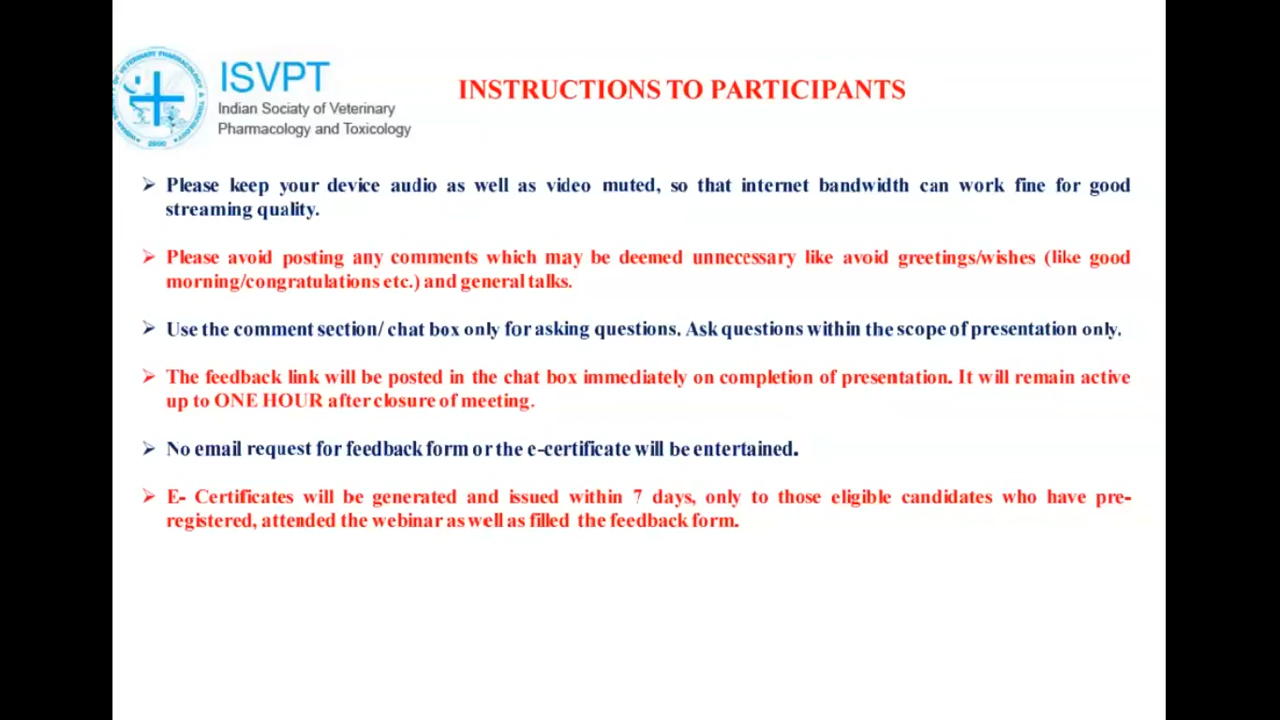 ISVPT
Indian Sociaty of Veterinary
Pharmacology and Toxicology
INSTRUCTIONS TO PARTICIPANTS
➢ Please keep your device audio as well as video muted, so that internet bandwidth can work fine for good
streaming quality.
➢ Please avoid posting any comments which may be deemed unnecessary like avoid greetings/wishes (like good
morning/congratulations etc.) and general talks.
➢ Use the comment section/ chat box only for asking questions. Ask questions within the scope of presentation only.
➢ The feedback link will be posted in the chat box immediately on completion of presentation. It will remain active
up to ONE HOUR after closure of meeting.
➢ No email request for feedback form or the e-certificate will be entertained.
➢ E- Certificates will be generated and issued within 7 days, only to those eligible candidates who have pre-
registered, attended the webinar as well as filled the feedback form.